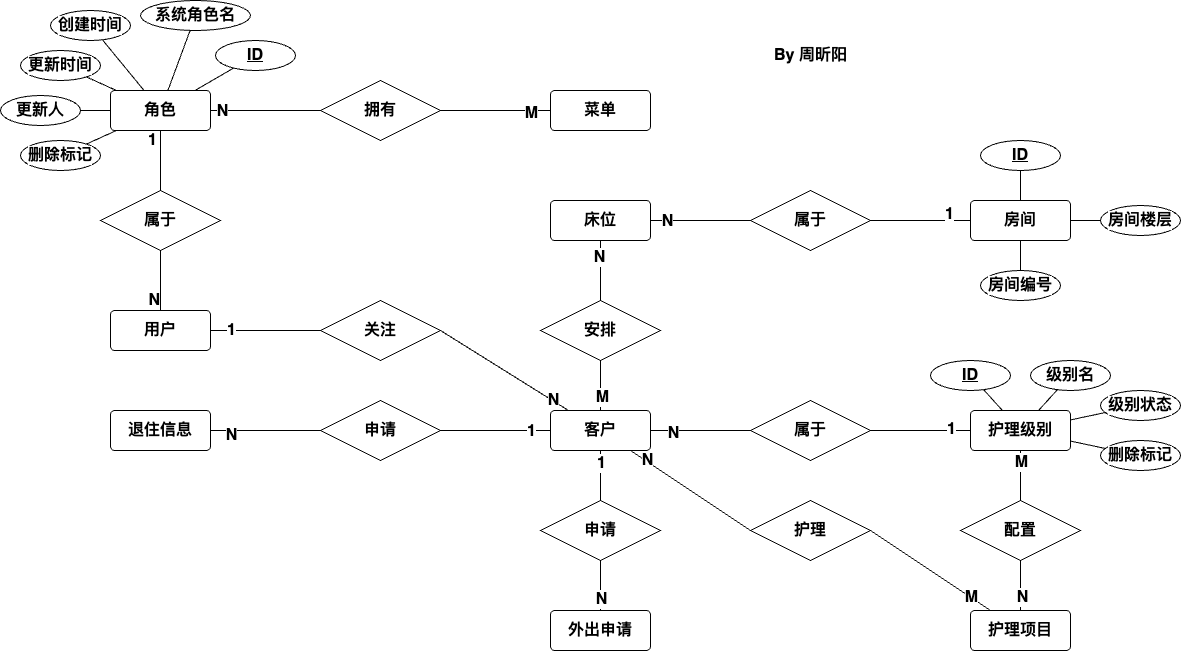 系统角色名
创建时间
ID
By 周昕阳
更新时间
更新人
角色
N
拥有
M
菜单
1
删除标记
ID
属于
床位
N
属于
1
房间
房间楼层
N
房间编号
N
用户
1
关注
安排
ID
级别名
N
M
级别状态
退住信息
N
申请
1
客户
N
属于
1
护理级别
删除标记
1
N
M
申请
护理
配置
N
M
N
外出申请
护理项目